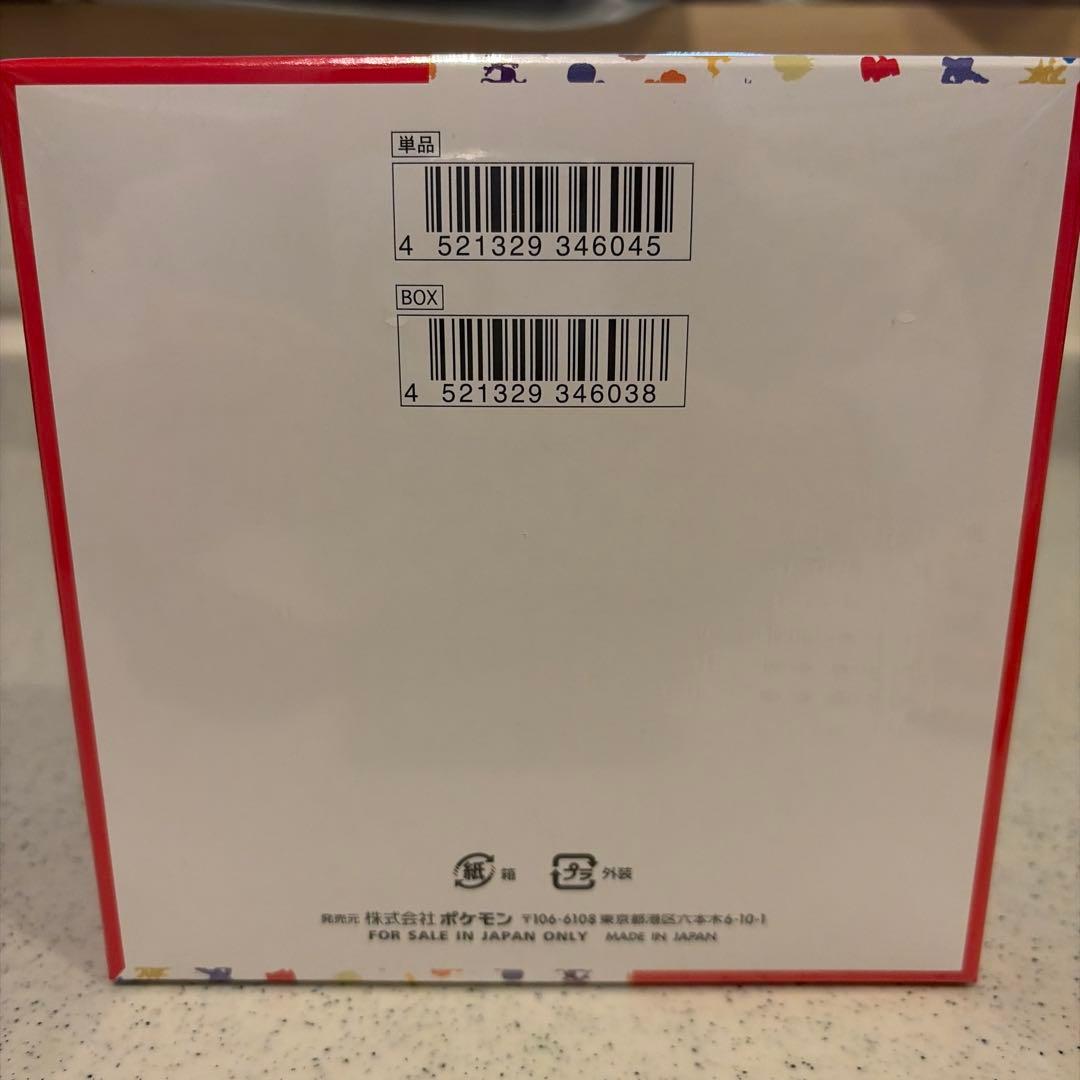 単品
4 521329 346045
BOX
4 521329 346038
紙 箱 プラ 外装
発売元 株式会社 ポケモン 〒106-6108 東京都港区六本木6-10-1
FOR SALE IN JAPAN ONLY MADE IN JAPAN